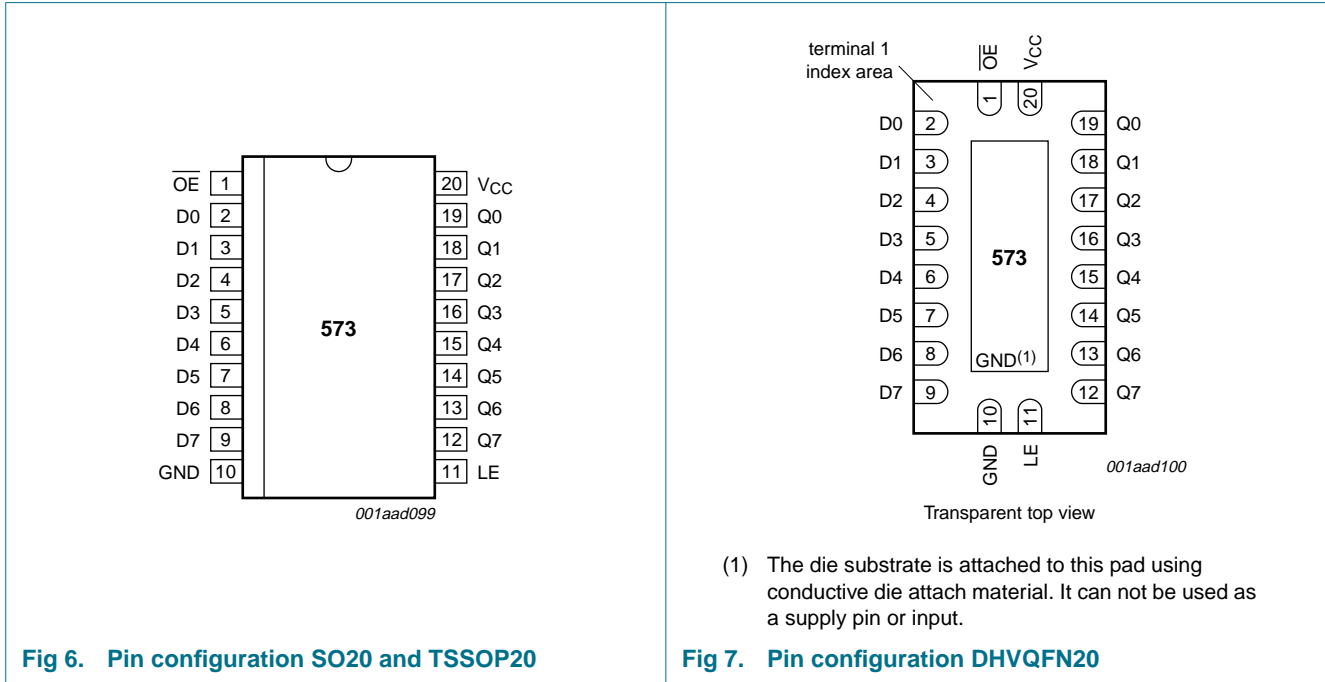 OE 1
D0 2
D1 3
D2 4
D3 5
D4 6
D5 7
D6 8
D7 9
GND 10
573
20 VCC
19 Q0
18 Q1
17 Q2
16 Q3
15 Q4
14 Q5
13 Q6
12 Q7
11 LE
001aad099
Fig 6. Pin configuration SO20 and TSSOP20
terminal 1
index area
OE
VCC
1
20
D0 2
D1 3
D2 4
D3 5
D4 6
D5 7
D6 8
D7 9
573
GND(1)
19 Q0
18 Q1
17 Q2
16 Q3
15 Q4
14 Q5
13 Q6
12 Q7
10
11
GND
LE
001aad100
Transparent top view
(1) The die substrate is attached to this pad using
conductive die attach material. It can not be used as
a supply pin or input.
Fig 7. Pin configuration DHVQFN20